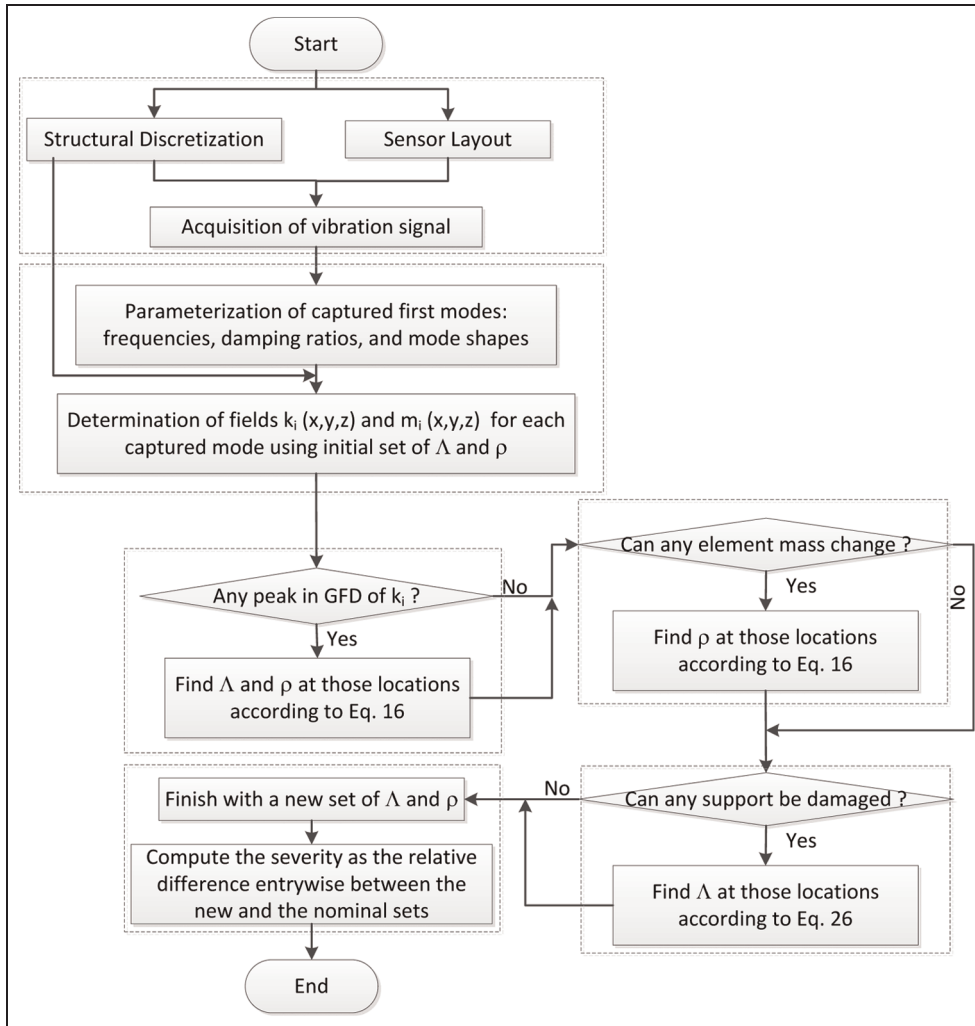 Start
Structural Discretization
Sensor Layout
Acquisition of vibration signal
Parameterization of captured first modes:
frequencies, damping ratios, and mode shapes
Determination of fields kᵢ (x,y,z) and mᵢ (x,y,z) for each
captured mode using initial set of Λ and ρ
Any peak in GFD of kᵢ ?
No
Yes
Find Λ and ρ at those locations
according to Eq. 16
Can any element mass change ?
No
Yes
Find ρ at those locations
according to Eq. 16
Can any support be damaged ?
No
Yes
Find Λ at those locations
according to Eq. 26
Finish with a new set of Λ and ρ
Compute the severity as the relative
difference entrywise between the
new and the nominal sets
End